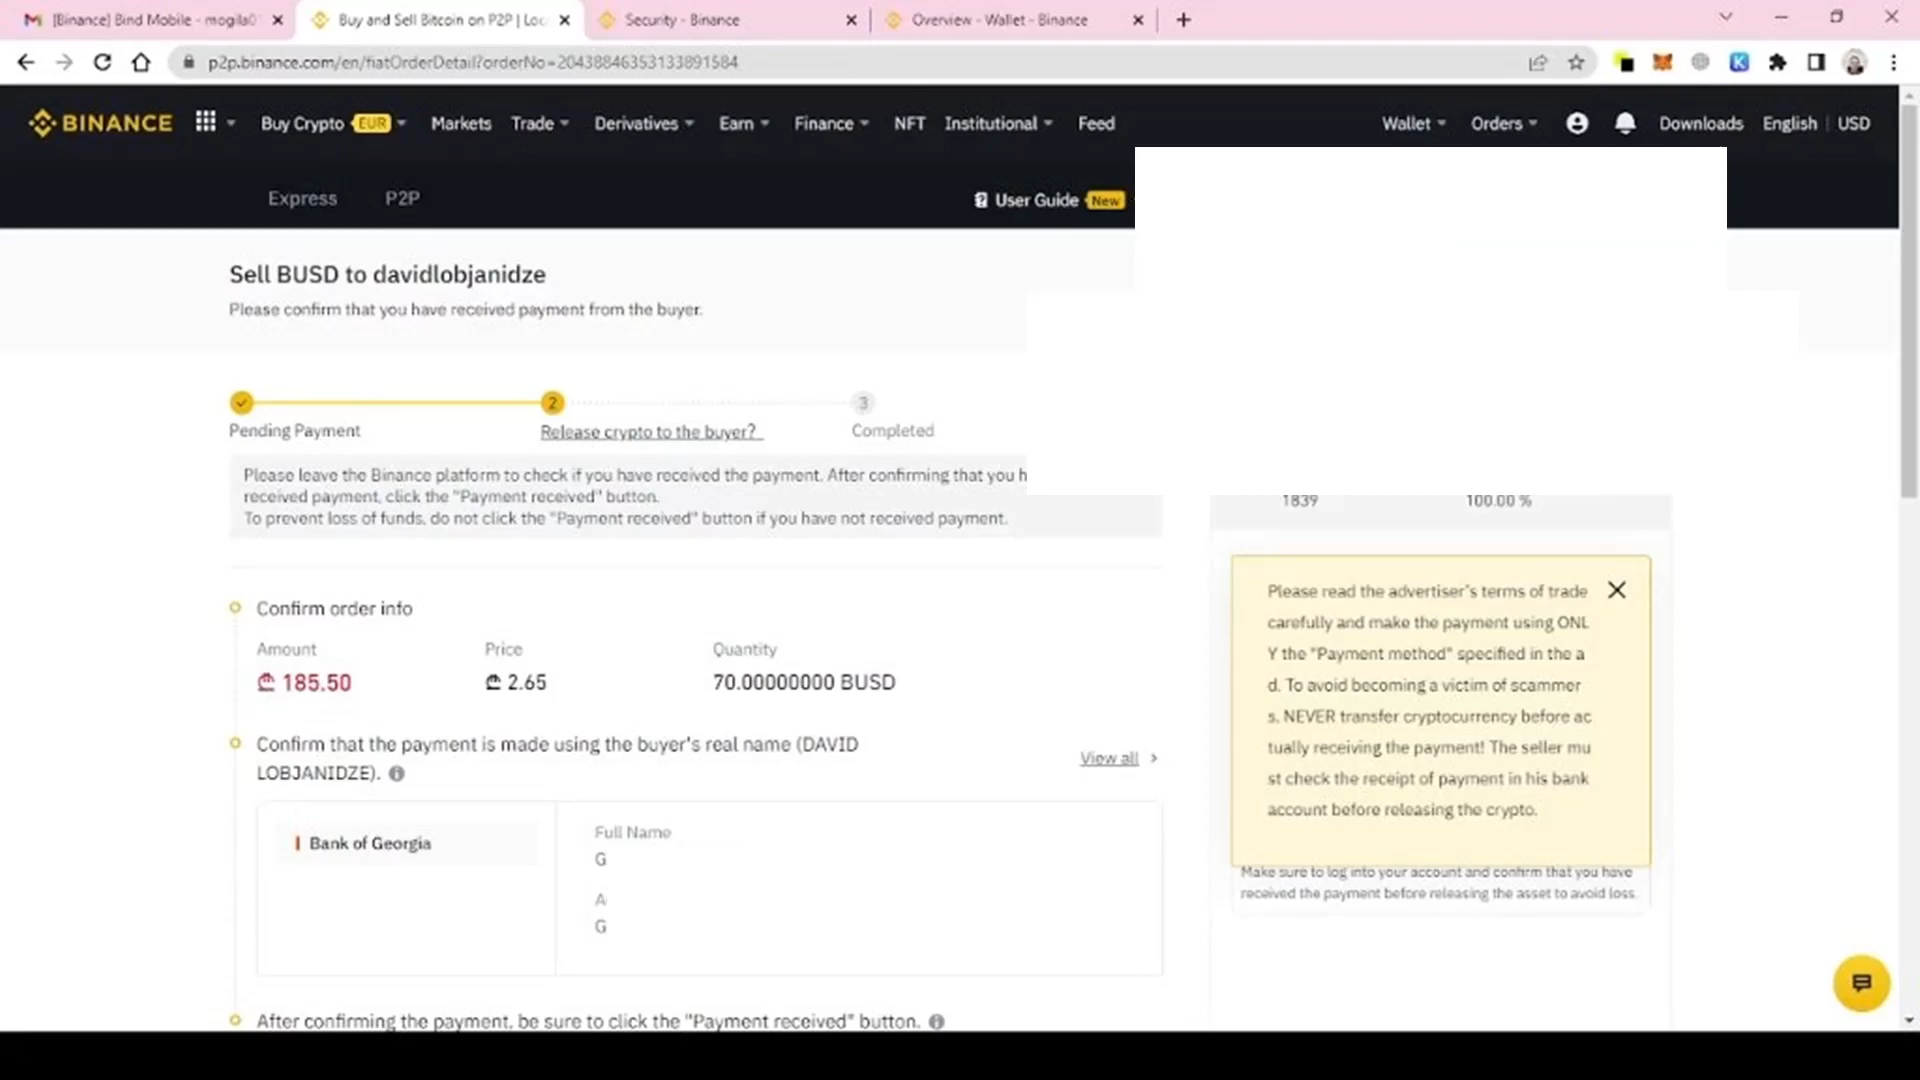 [Binance] Bind Mobile - mogila0
Buy and Sell Bitcoin on P2P | Loc
Security - Binance
Overview - Wallet - Binance
p2p.binance.com/en/fiatOrderDetail?orderNo=20438846353133891584
BINANCE
Buy Crypto EUR
Markets
Trade
Derivatives
Earn
Finance
NFT
Institutional
Feed
Wallet
Orders
Downloads
English | USD
Express
P2P
User Guide New
Sell BUSD to davidlobjanidze
Please confirm that you have received payment from the buyer.
2
3
Pending Payment
Release crypto to the buyer?
Completed
Please leave the Binance platform to check if you have received the payment. After confirming that you h
received payment, click the "Payment received" button.
To prevent loss of funds, do not click the "Payment received" button if you have not received payment.
1839
100.00 %
Confirm order info
Amount
Price
Quantity
₾ 185.50
₾ 2.65
70.00000000 BUSD
Confirm that the payment is made using the buyer's real name (DAVID
LOBJANIDZE).
View all
Bank of Georgia
Full Name
G
A
G
After confirming the payment, be sure to click the "Payment received" button.
Please read the advertiser's terms of trade
carefully and make the payment using ONL
Y the "Payment method" specified in the a
d. To avoid becoming a victim of scammer
s, NEVER transfer cryptocurrency before ac
tually receiving the payment! The seller mu
st check the receipt of payment in his bank
account before releasing the crypto.
Make sure to log into your account and confirm that you have
received the payment before releasing the asset to avoid loss.